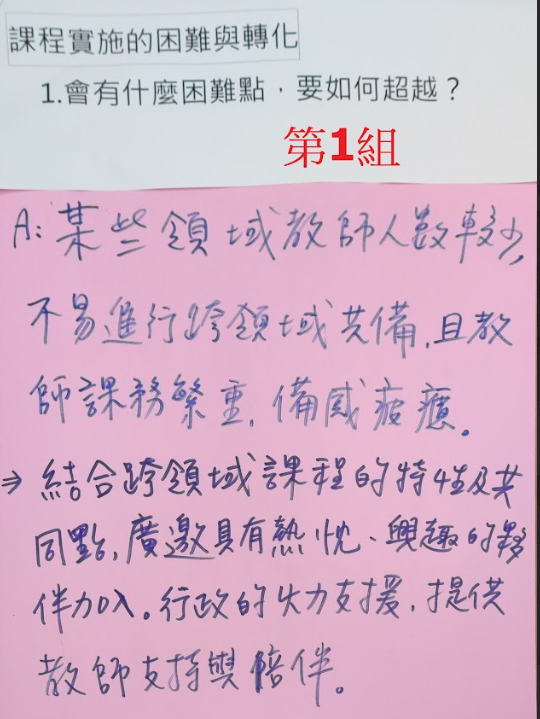 課程實施的困難與轉化
1.會有什麼困難點，要如何超越？
第1組
A:某些領域教師人數較少,
不易進行跨領域共備,且教
師課務繁重,備感疲憊。
⇒結合跨領域課程的特性及共
同點,廣邀具有熱忱、興趣的夥
伴加入。行政的火力支援,提供
教師支持與陪伴。